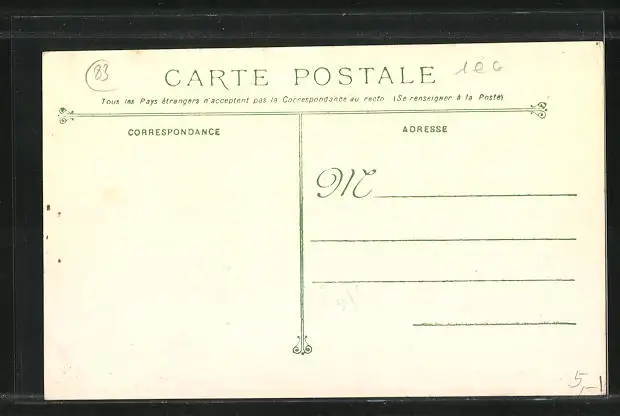 83
CARTE POSTALE
Tous les Pays étrangers n'acceptent pas la Correspondance au recto (Se renseigner à la Poste)
CORRESPONDANCE
ADRESSE
M
5,-